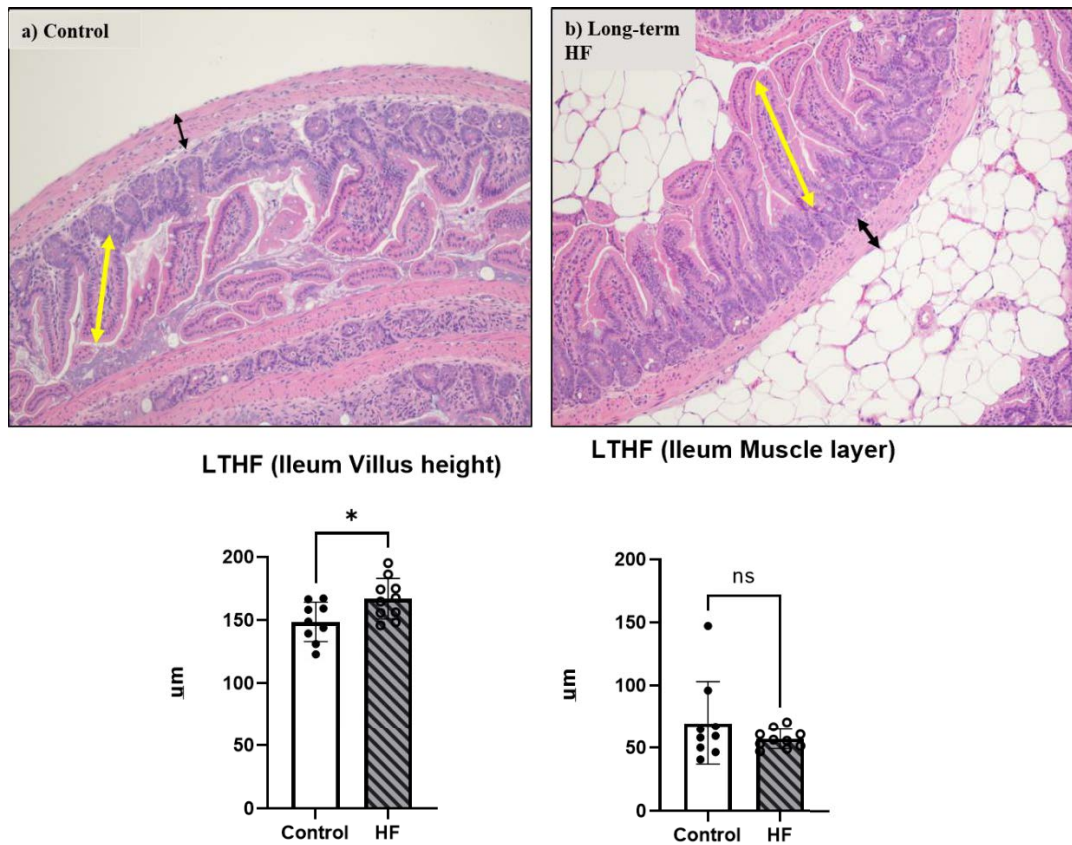 a) Control
b) Long-term
HF
LTHF (Ileum Villus height)
LTHF (Ileum Muscle layer)
*
200
150
100
50
0
um
Control
HF
ns
200
150
100
50
0
um
Control
HF